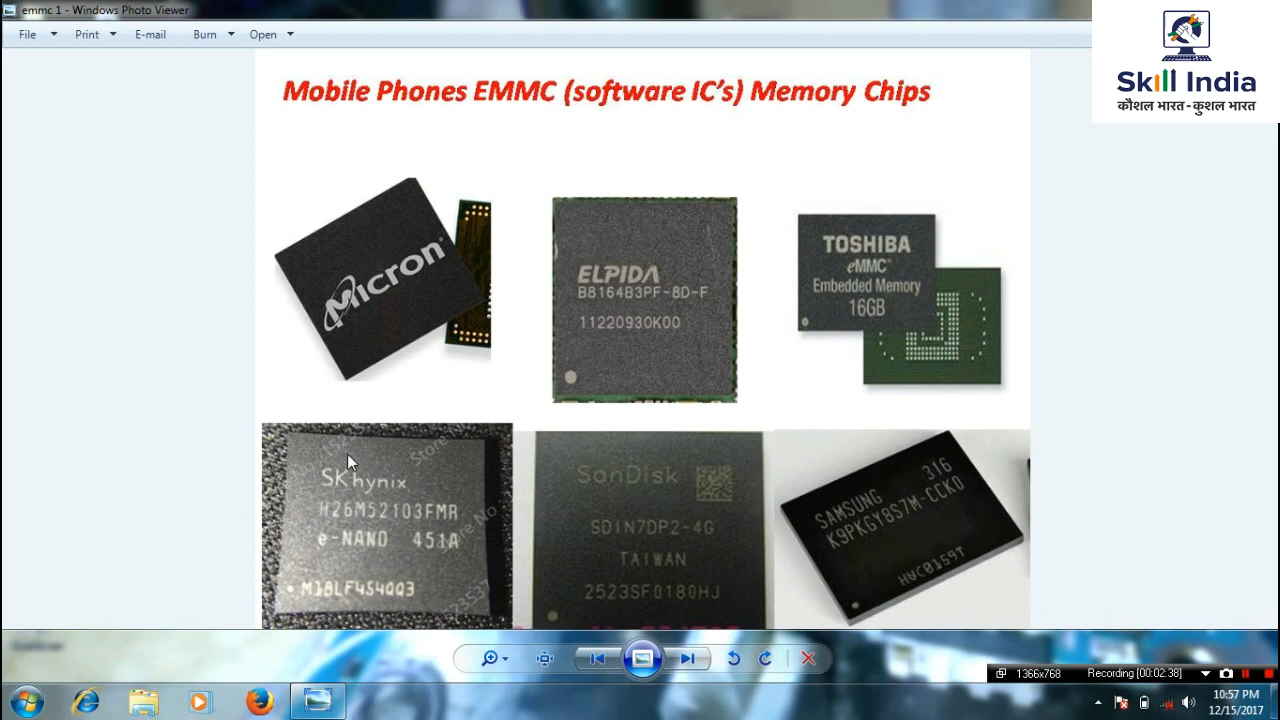 emmc 1 - Windows Photo Viewer
File Print E-mail Burn Open
Skill India
कौशल भारत-कुशल भारत
Mobile Phones EMMC (software IC's) Memory Chips
Micron
ELPIDA
B8164B3PF-8D-F
11220930K00
TOSHIBA
eMMC™
Embedded Memory
16GB
SK hynix
H26M52103FMR
e-NAND 451A
SanDisk
SDIN7DP2-4G
TAIWAN
2523SF0180HJ
SAMSUNG 316
K9PKGY8S7M-CCK0
1366x768
Recording [00:02:38]
10:57 PM
12/15/2017